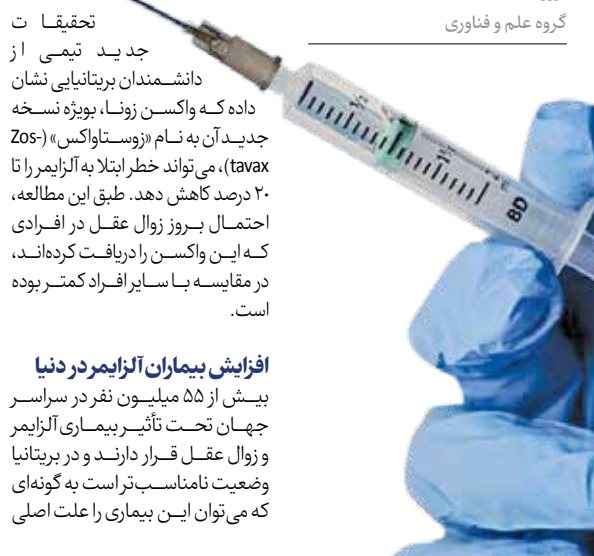 گروه علم و فناوری
تحقیقات
جدید تیمی از
دانشمندان بریتانیایی نشان
داده که واکسن زونا، بویژه نسخه
جدید آن به نام «زوستاواکس» (Zos-
tavax)، می‌تواند خطر ابتلا به آلزایمر را تا
۲۰ درصد کاهش دهد. طبق این مطالعه،
احتمال بروز زوال عقل در افرادی
که این واکسن را دریافت کرده‌اند،
در مقایسه با سایر افراد کمتر بوده
است.
افزایش بیماران آلزایمر در دنیا
بیش از ۵۵ میلیون نفر در سراسر
جهان تحت تأثیر بیماری آلزایمر
و زوال عقل قرار دارند و در بریتانیا
وضعیت نامناسب‌تر است به گونه‌ای
که می‌توان این بیماری را علت اصلی
BD